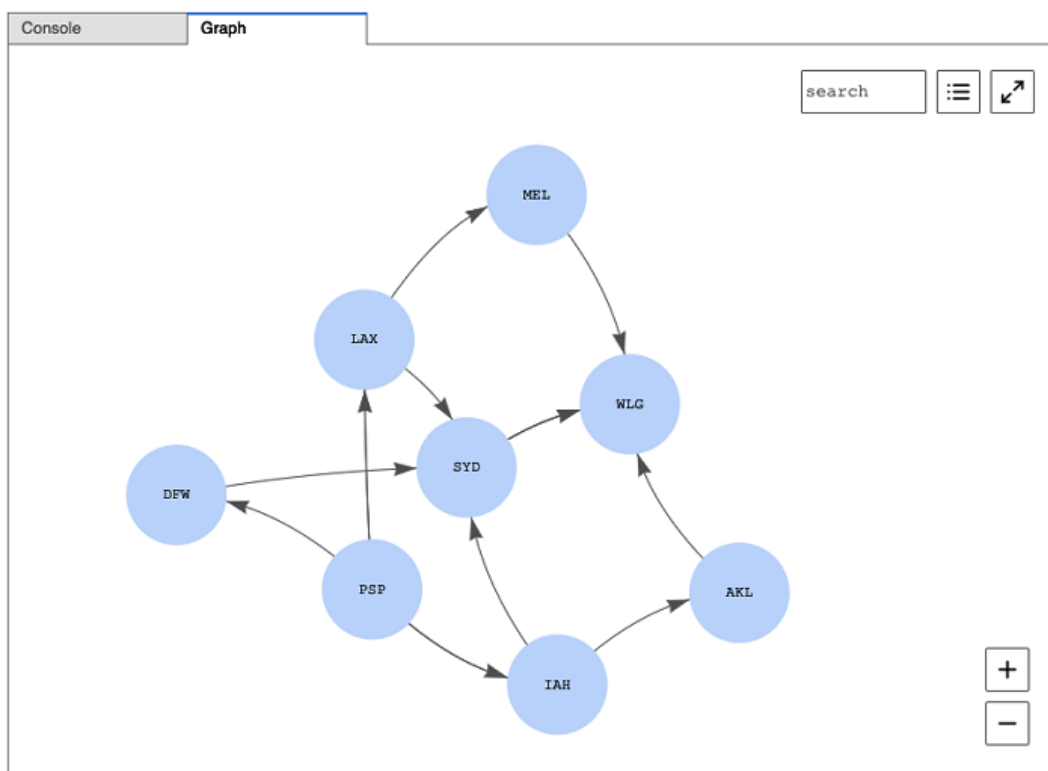 Console
Graph
search
MEL
LAX
WLG
SYD
DFW
PSP
AKL
IAH
+
−